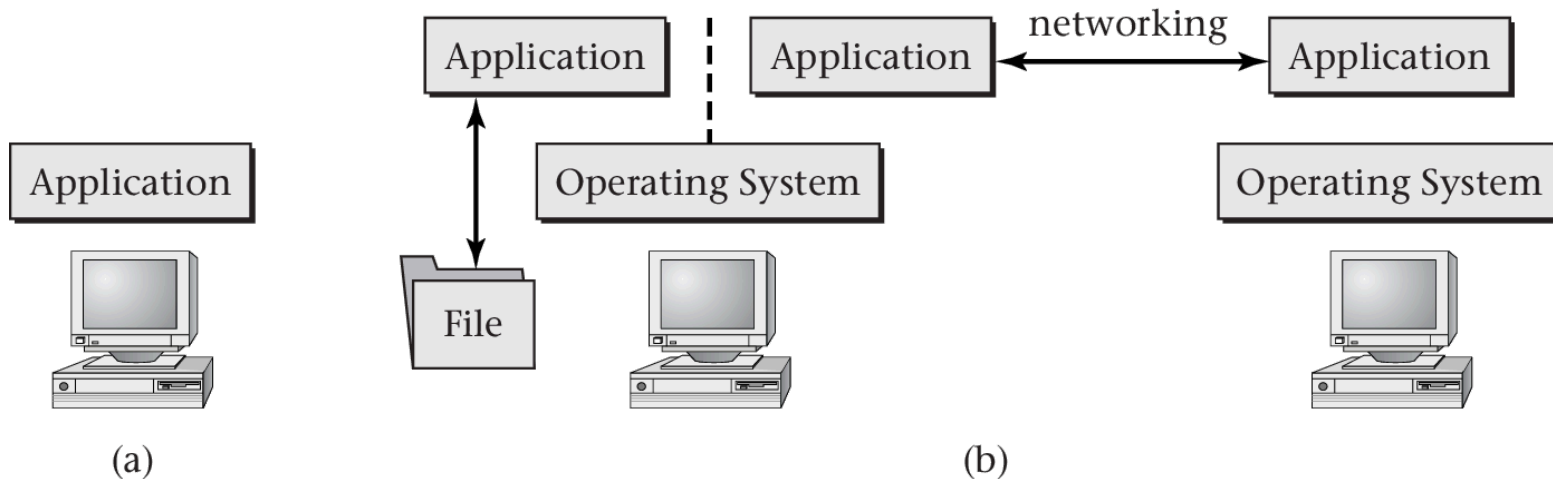 networking
Application
Application
Application
Application
Operating System
Operating System
File
(a)
(b)